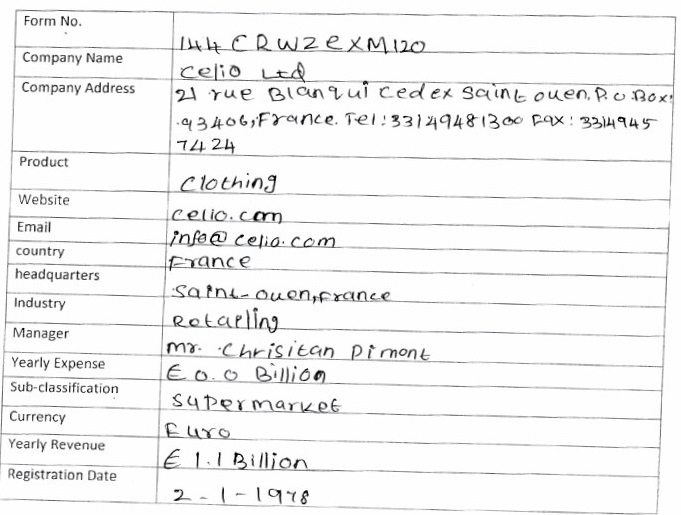 Form No.
144CRWZeXM120
Company Name
Celio Ltd
Company Address
21 rue Blanqui Cedex Saint ouen, P.O Box:
93406, France. Tel: 33149481300 Fax: 3314945
7424
Product
Clothing
Website
celio.com
Email
info@celio.com
country
France
headquarters
Saint-ouen, France
Industry
Retailing
Manager
mr. Chrisitan Pimont
Yearly Expense
€ 0.0 Billion
Sub-classification
Supermarket
Currency
Euro
Yearly Revenue
€ 1.1 Billion
Registration Date
2-1-1978